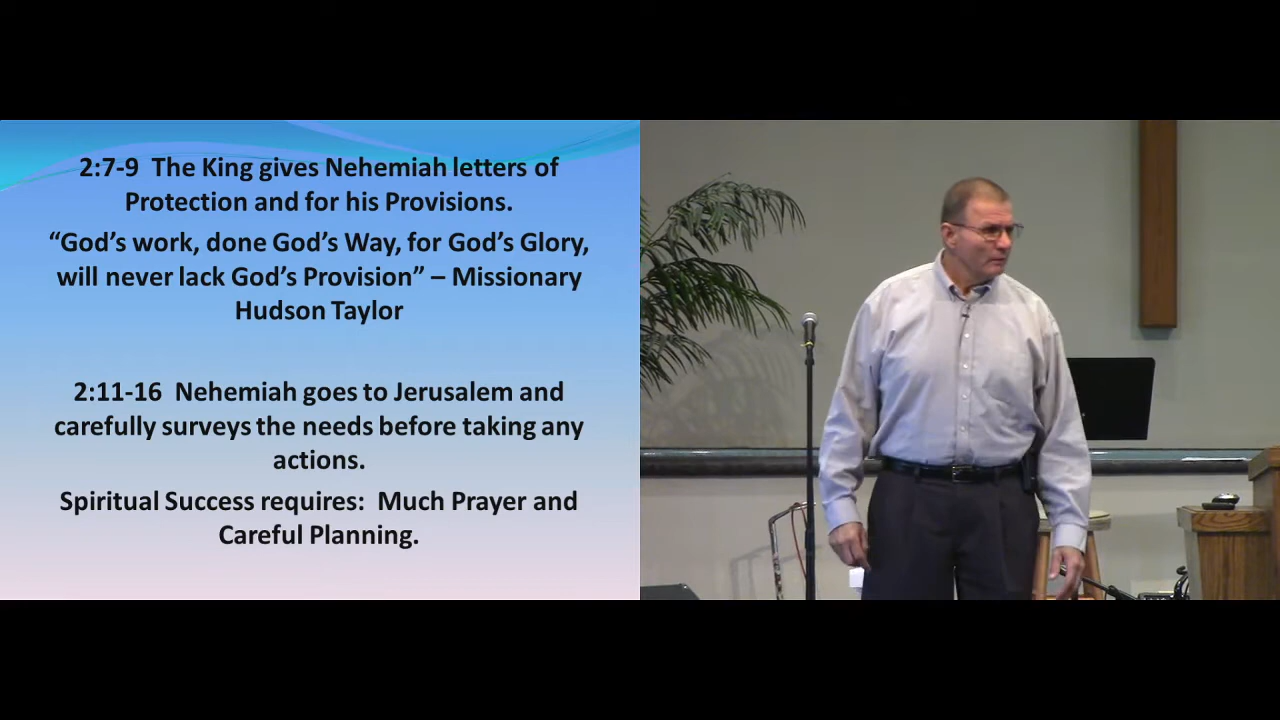 2:7-9  The King gives Nehemiah letters of
Protection and for his Provisions.
“God’s work, done God’s Way, for God’s Glory,
will never lack God’s Provision” – Missionary
Hudson Taylor
2:11-16  Nehemiah goes to Jerusalem and
carefully surveys the needs before taking any
actions.
Spiritual Success requires:  Much Prayer and
Careful Planning.